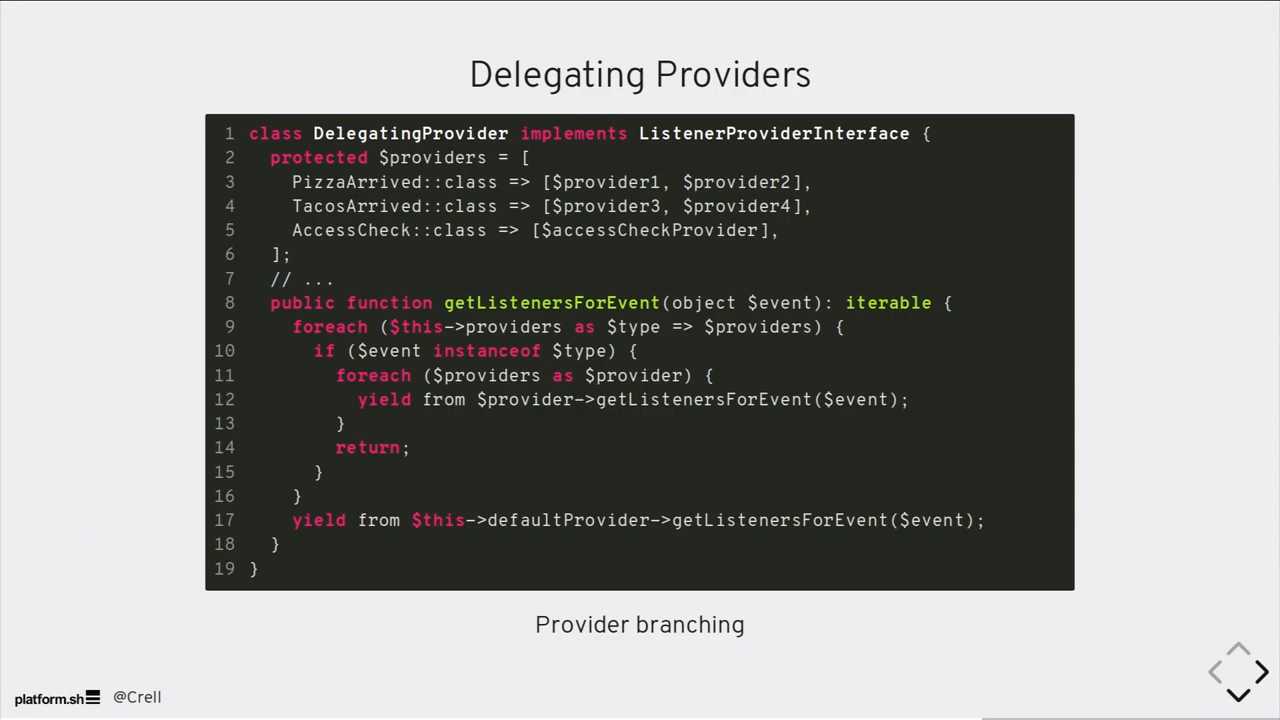 Delegating Providers
1 class DelegatingProvider implements ListenerProviderInterface {
2   protected $providers = [
3     PizzaArrived::class => [$provider1, $provider2],
4     TacosArrived::class => [$provider3, $provider4],
5     AccessCheck::class => [$accessCheckProvider],
6   ];
7   // ...
8   public function getListenersForEvent(object $event): iterable {
9     foreach ($this->providers as $type => $providers) {
10       if ($event instanceof $type) {
11         foreach ($providers as $provider) {
12           yield from $provider->getListenersForEvent($event);
13         }
14         return;
15       }
16     }
17     yield from $this->defaultProvider->getListenersForEvent($event);
18   }
19 }
Provider branching
platform.sh @Crell